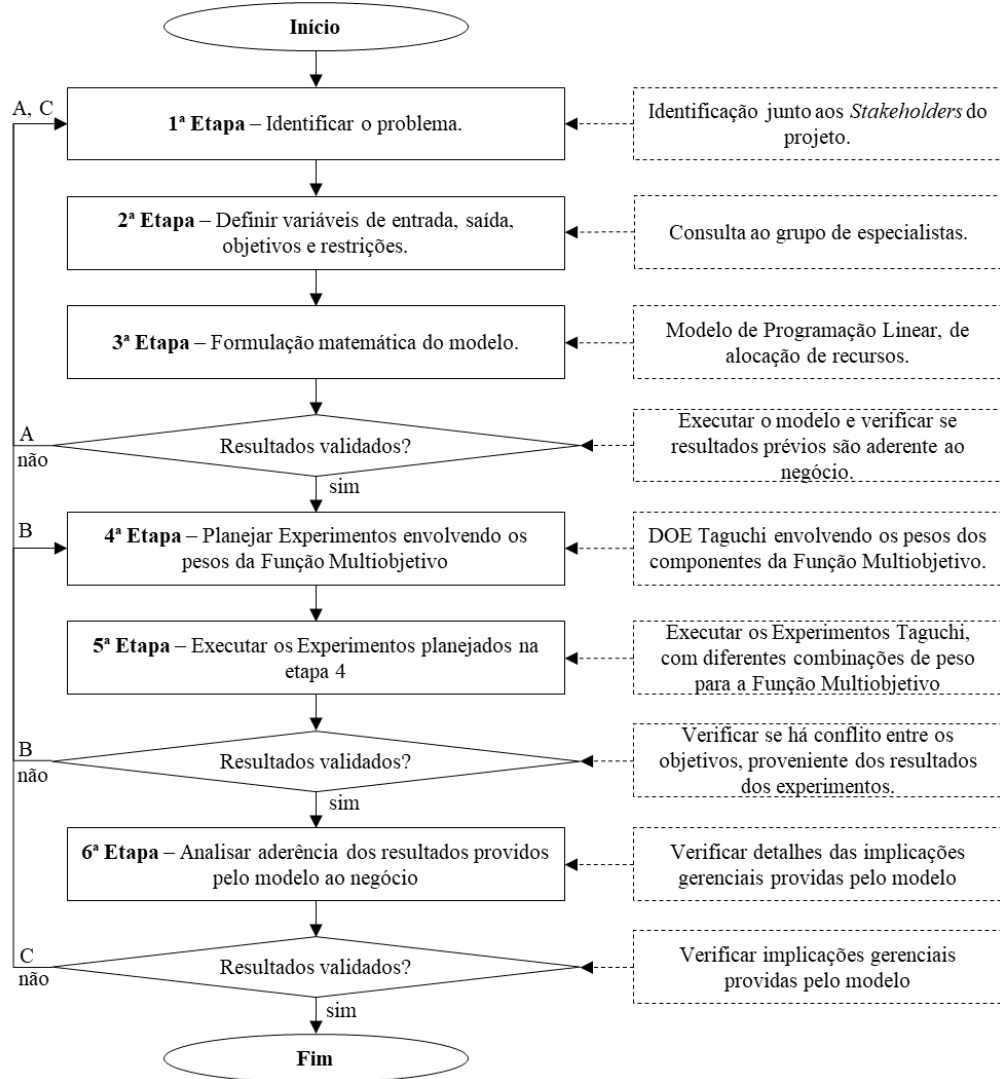 Início
A, C
1ª Etapa – Identificar o problema.
Identificação junto aos Stakeholders do
projeto.
2ª Etapa – Definir variáveis de entrada, saída,
objetivos e restrições.
Consulta ao grupo de especialistas.
3ª Etapa – Formulação matemática do modelo.
Modelo de Programação Linear, de
alocação de recursos.
A
não
Resultados validados?
sim
Executar o modelo e verificar se
resultados prévios são aderente ao
negócio.
B
4ª Etapa – Planejar Experimentos envolvendo os
pesos da Função Multiobjetivo
DOE Taguchi envolvendo os pesos dos
componentes da Função Multiobjetivo.
5ª Etapa – Executar os Experimentos planejados na
etapa 4
Executar os Experimentos Taguchi,
com diferentes combinações de peso
para a Função Multiobjetivo
B
não
Resultados validados?
sim
Verificar se há conflito entre os
objetivos, proveniente dos resultados
dos experimentos.
6ª Etapa – Analisar aderência dos resultados providos
pelo modelo ao negócio
Verificar detalhes das implicações
gerenciais providas pelo modelo
C
não
Resultados validados?
sim
Verificar implicações gerenciais
providas pelo modelo
Fim